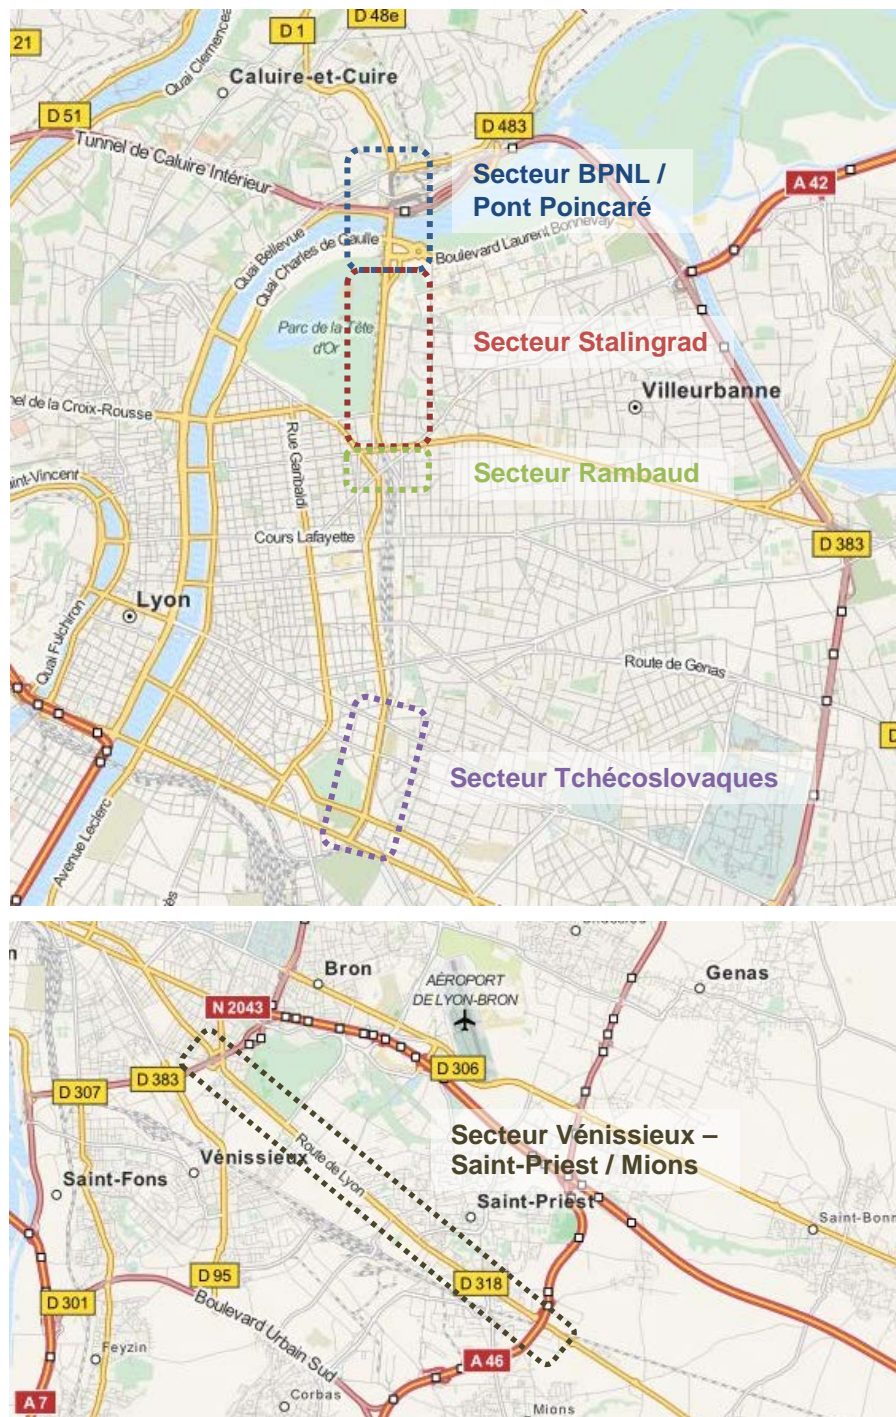 D 48e
D 1
21
Quai Clemenceau
Caluire-et-Cuire
D 51
D 483
Tunnel de Caluire Intérieur
Secteur BPNL /
Pont Poincaré
A 42
Quai Bellevue
Quai Charles de Gaulle
Boulevard Laurent Bonnevay
Parc de la Tête
d'Or
Secteur Stalingrad
Villeurbanne
nel de la Croix-Rousse
Rue Garibaldi
Secteur Rambaud
int-Vincent
Cours Lafayette
D 383
Lyon
Quai Fulchiron
Route de Genas
D
Secteur Tchécoslovaques
Avenue Leclerc
ès
n
Bron
AÉROPORT
DE LYON-BRON
Genas
N 2043
D 306
D 383
D 307
Secteur Vénissieux –
Saint-Priest / Mions
Route de Lyon
Vénissieux
Saint-Fons
Saint-Priest
Saint-Bonn
D 95
D 318
D 301
Boulevard Urbain Sud
Feyzin
A 46
A 7
Corbas
Mions